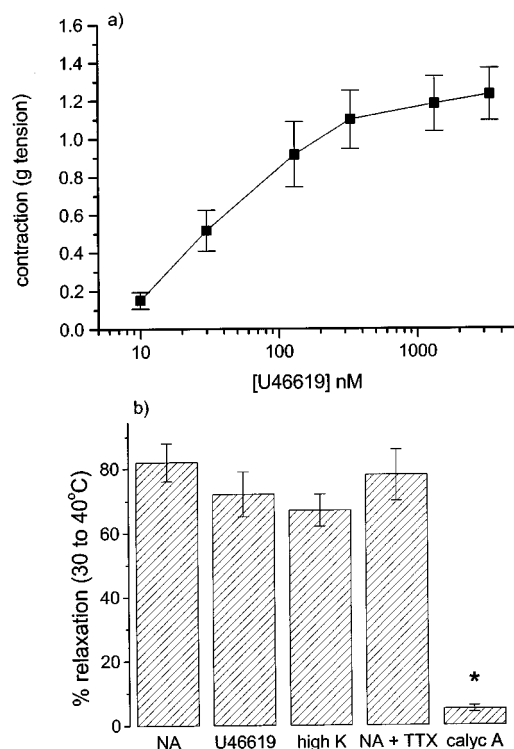 a)
1.6
1.4
1.2
1.0
0.8
0.6
0.4
0.2
0.0
contraction (g tension)
10 100 1000
[U46619] nM
b)
80
60
40
20
0
% relaxation (30 to 40°C)
*
NA U46619 high K NA + TTX calyc A